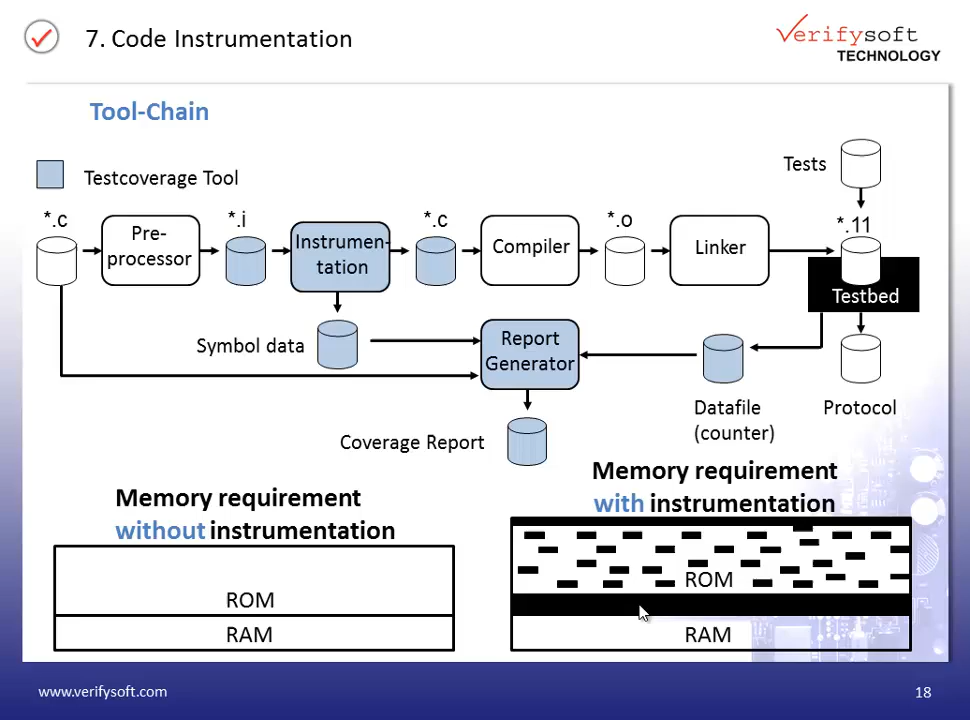 7. Code Instrumentation
Verifysoft
TECHNOLOGY
Tool-Chain
Testcoverage Tool
Tests
*.c
*.i
*.c
*.o
*.11
Pre-
processor
Instrumen-
tation
Compiler
Linker
Testbed
Symbol data
Report
Generator
Datafile
(counter)
Protocol
Coverage Report
Memory requirement
without instrumentation
ROM
RAM
Memory requirement
with instrumentation
ROM
RAM
www.verifysoft.com
18